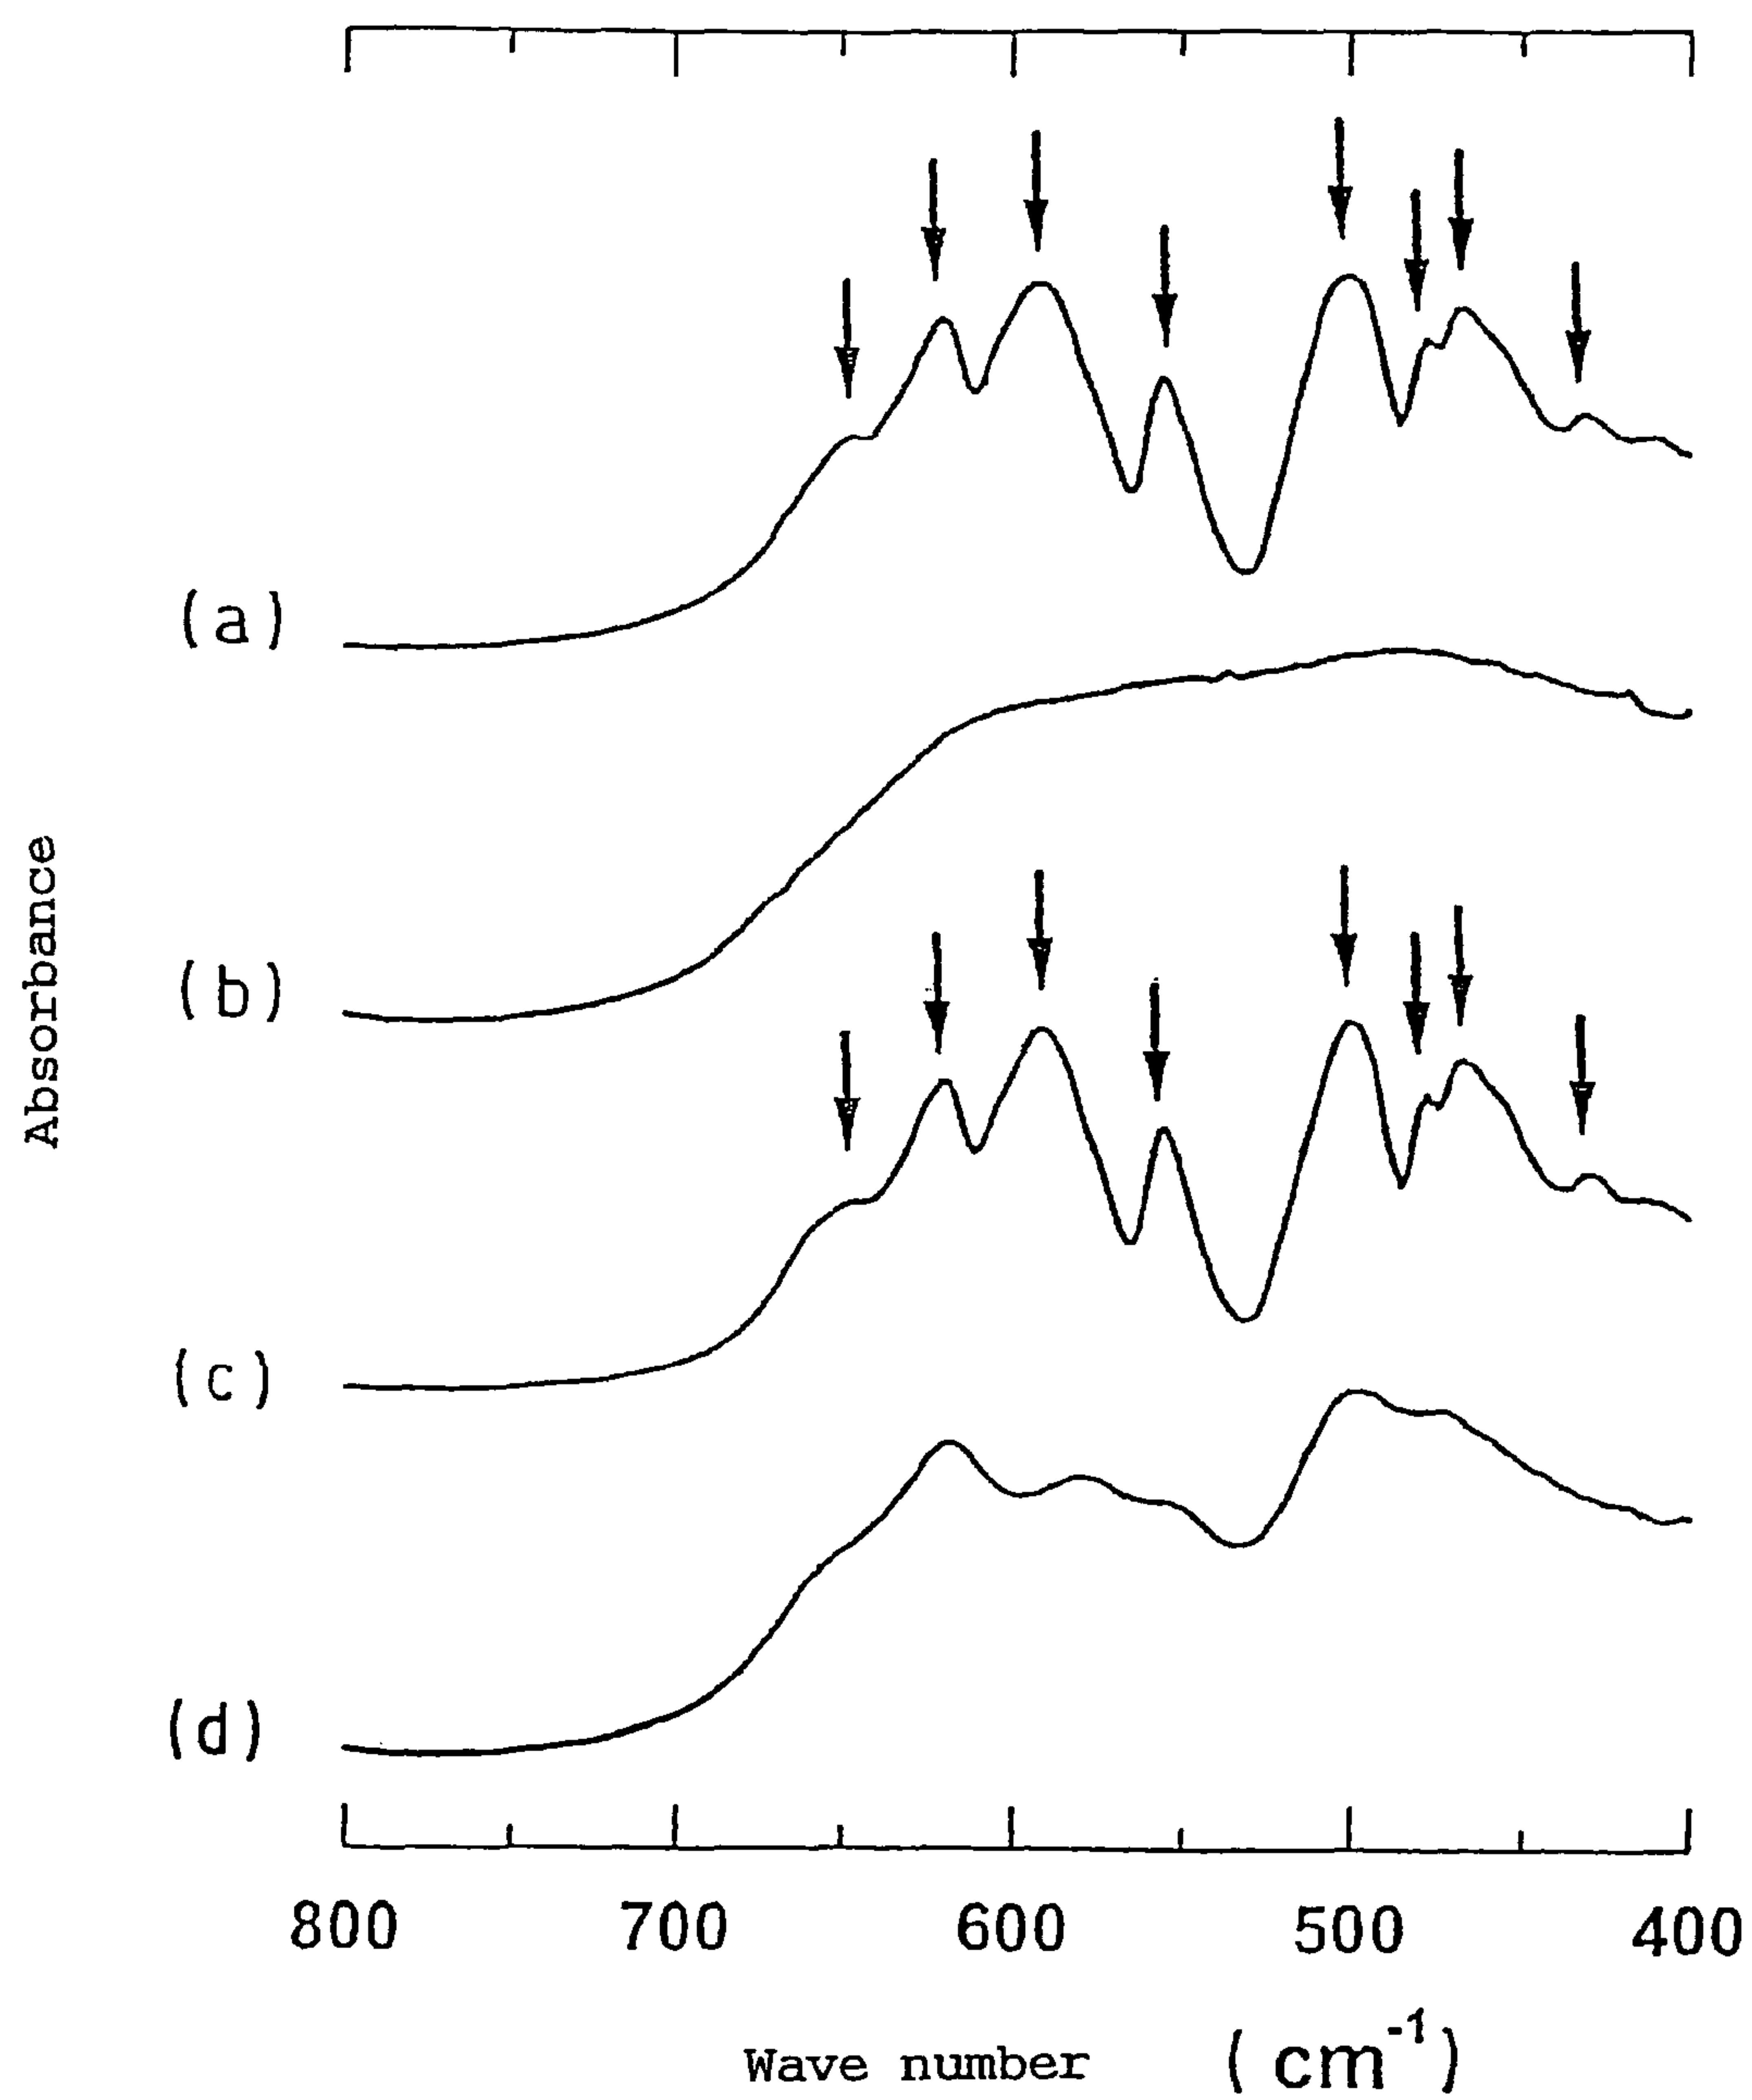 (a)
(b)
Absorbance
(c)
(d)
800 700 600 500 400
Wave number (cm⁻¹)